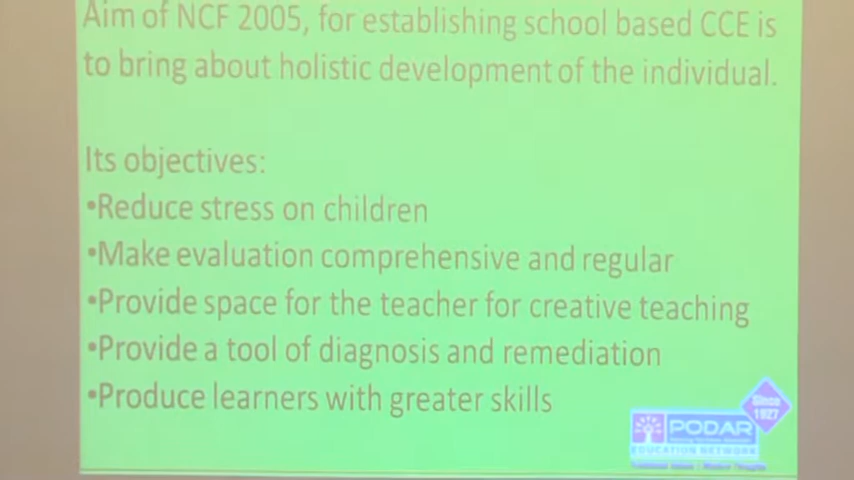 Aim of NCF 2005, for establishing school based CCE is
to bring about holistic development of the individual.
Its objectives:
•Reduce stress on children
•Make evaluation comprehensive and regular
•Provide space for the teacher for creative teaching
•Provide a tool of diagnosis and remediation
•Produce learners with greater skills
Since
1927
PODAR
EDUCATION NETWORK